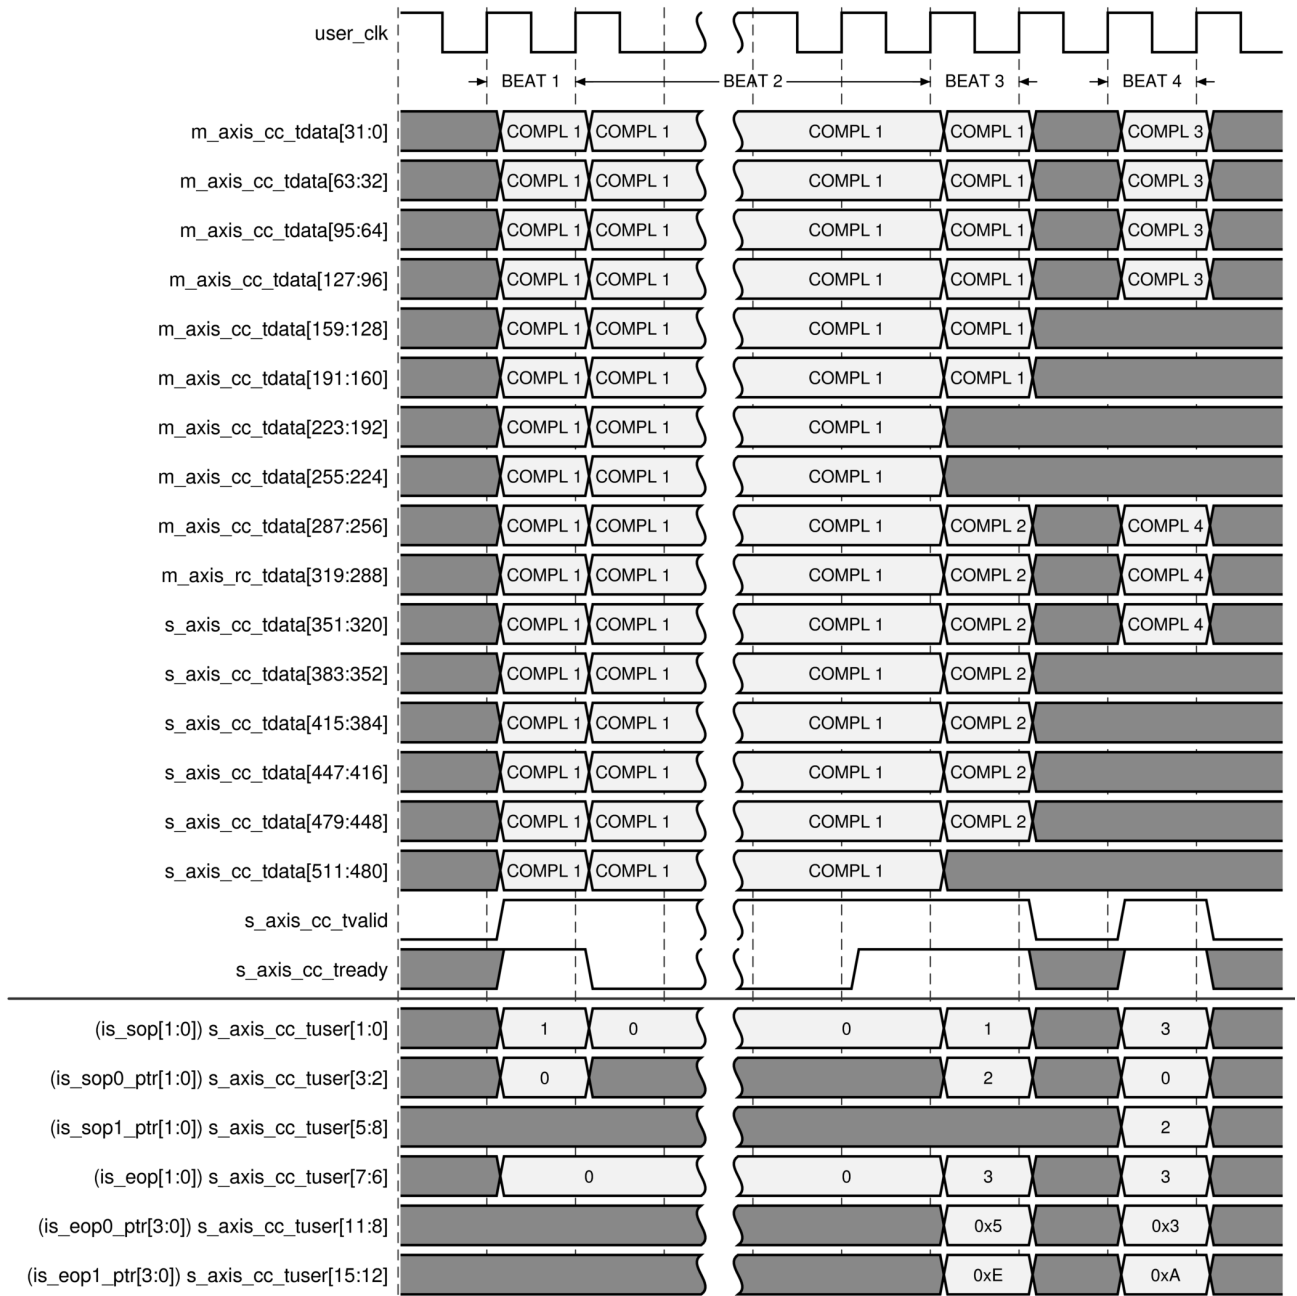 user_clk
BEAT 1 BEAT 2 BEAT 3 BEAT 4
m_axis_cc_tdata[31:0] COMPL 1 COMPL 1 COMPL 1 COMPL 1 COMPL 3
m_axis_cc_tdata[63:32] COMPL 1 COMPL 1 COMPL 1 COMPL 1 COMPL 3
m_axis_cc_tdata[95:64] COMPL 1 COMPL 1 COMPL 1 COMPL 1 COMPL 3
m_axis_cc_tdata[127:96] COMPL 1 COMPL 1 COMPL 1 COMPL 1 COMPL 3
m_axis_cc_tdata[159:128] COMPL 1 COMPL 1 COMPL 1 COMPL 1
m_axis_cc_tdata[191:160] COMPL 1 COMPL 1 COMPL 1 COMPL 1
m_axis_cc_tdata[223:192] COMPL 1 COMPL 1 COMPL 1
m_axis_cc_tdata[255:224] COMPL 1 COMPL 1 COMPL 1
m_axis_cc_tdata[287:256] COMPL 1 COMPL 1 COMPL 1 COMPL 2 COMPL 4
m_axis_rc_tdata[319:288] COMPL 1 COMPL 1 COMPL 1 COMPL 2 COMPL 4
s_axis_cc_tdata[351:320] COMPL 1 COMPL 1 COMPL 1 COMPL 2 COMPL 4
s_axis_cc_tdata[383:352] COMPL 1 COMPL 1 COMPL 1 COMPL 2
s_axis_cc_tdata[415:384] COMPL 1 COMPL 1 COMPL 1 COMPL 2
s_axis_cc_tdata[447:416] COMPL 1 COMPL 1 COMPL 1 COMPL 2
s_axis_cc_tdata[479:448] COMPL 1 COMPL 1 COMPL 1 COMPL 2
s_axis_cc_tdata[511:480] COMPL 1 COMPL 1 COMPL 1
s_axis_cc_tvalid
s_axis_cc_tready
(is_sop[1:0]) s_axis_cc_tuser[1:0] 1 0 0 1 3
(is_sop0_ptr[1:0]) s_axis_cc_tuser[3:2] 0 2 0
(is_sop1_ptr[1:0]) s_axis_cc_tuser[5:8] 2
(is_eop[1:0]) s_axis_cc_tuser[7:6] 0 0 3 3
(is_eop0_ptr[3:0]) s_axis_cc_tuser[11:8] 0x5 0x3
(is_eop1_ptr[3:0]) s_axis_cc_tuser[15:12] 0xE 0xA